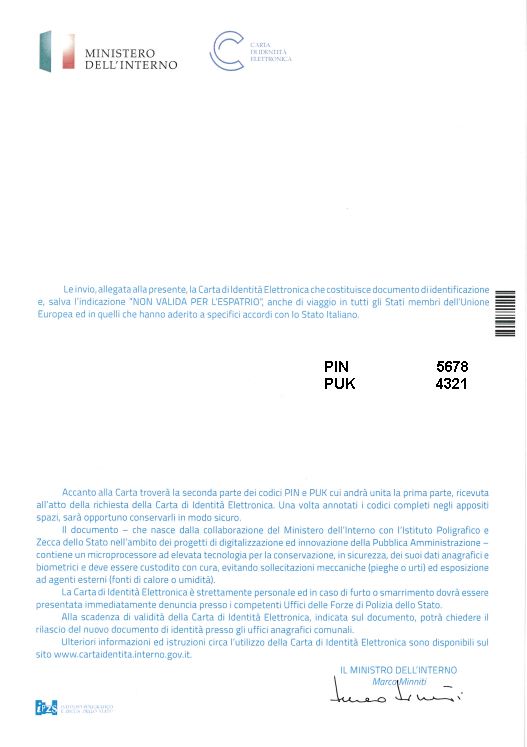 MINISTERO
DELL'INTERNO
CARTA
DI IDENTITÀ
ELETTRONICA
Le invio, allegata alla presente, la Carta di Identità Elettronica che costituisce documento di identificazione
e, salva l'indicazione "NON VALIDA PER L'ESPATRIO", anche di viaggio in tutti gli Stati membri dell'Unione
Europea ed in quelli che hanno aderito a specifici accordi con lo Stato Italiano.
PIN 5678
PUK 4321
Accanto alla Carta troverà la seconda parte dei codici PIN e PUK cui andrà unita la prima parte, ricevuta
all'atto della richiesta della Carta di Identità Elettronica. Una volta annotati i codici completi negli appositi
spazi, sarà opportuno conservarli in modo sicuro.
Il documento – che nasce dalla collaborazione del Ministero dell'Interno con l'Istituto Poligrafico e
Zecca dello Stato nell'ambito dei progetti di digitalizzazione ed innovazione della Pubblica Amministrazione –
contiene un microprocessore ad elevata tecnologia per la conservazione, in sicurezza, dei suoi dati anagrafici e
biometrici e deve essere custodito con cura, evitando sollecitazioni meccaniche (pieghe o urti) ed esposizione
ad agenti esterni (fonti di calore o umidità).
La Carta di Identità Elettronica è strettamente personale ed in caso di furto o smarrimento dovrà essere
presentata immediatamente denuncia presso i competenti Uffici delle Forze di Polizia dello Stato.
Alla scadenza di validità della Carta di Identità Elettronica, indicata sul documento, potrà chiedere il
rilascio del nuovo documento di identità presso gli uffici anagrafici comunali.
Ulteriori informazioni ed istruzioni circa l'utilizzo della Carta di Identità Elettronica sono disponibili sul
sito www.cartaidentita.interno.gov.it.
IL MINISTRO DELL'INTERNO
Marco Minniti
ipzs ISTITUTO POLIGRAFICO
E ZECCA DELLO STATO